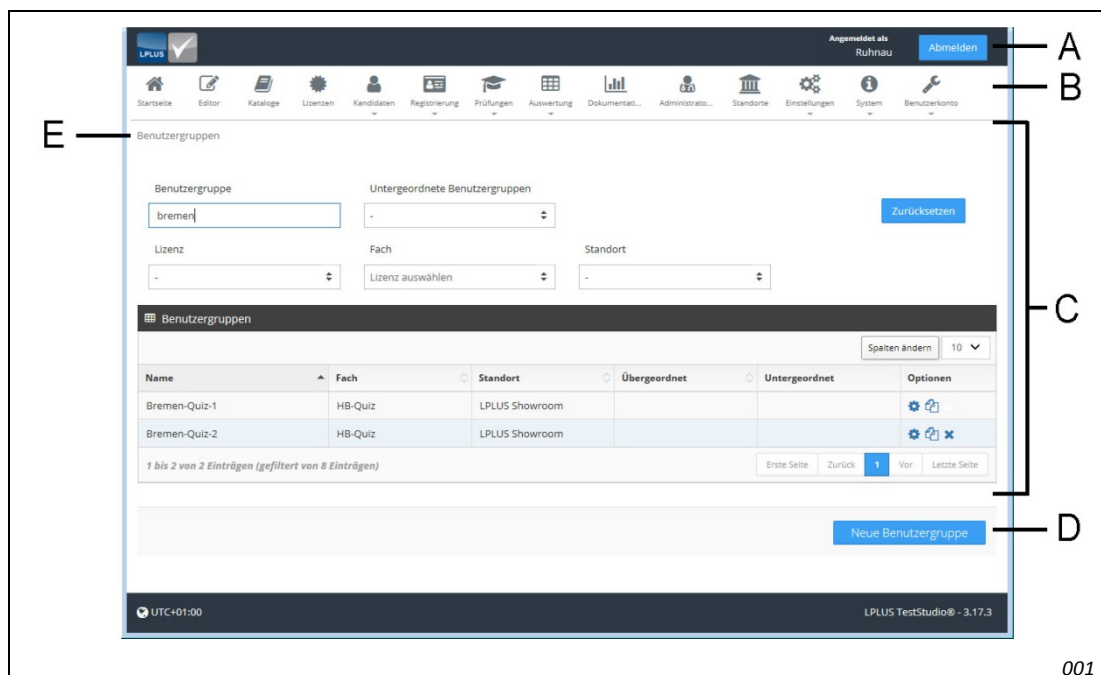 Angemeldet als
LPLUS Ruhnau Abmelden A
B
Startseite Editor Kataloge Lizenzen Kandidaten Registrierung Prüfungen Auswertung Dokumentati... Administrato... Standorte Einstellungen System Benutzerkonto
E Benutzergruppen
Benutzergruppe Untergeordnete Benutzergruppen
bremen - Zurücksetzen
Lizenz Fach Standort
- Lizenz auswählen -
C
Benutzergruppen
Spalten ändern 10
Name Fach Standort Übergeordnet Untergeordnet Optionen
Bremen-Quiz-1 HB-Quiz LPLUS Showroom
Bremen-Quiz-2 HB-Quiz LPLUS Showroom
1 bis 2 von 2 Einträgen (gefiltert von 8 Einträgen) Erste Seite Zurück 1 Vor Letzte Seite
Neue Benutzergruppe D
UTC+01:00 LPLUS TestStudio® - 3.17.3
001